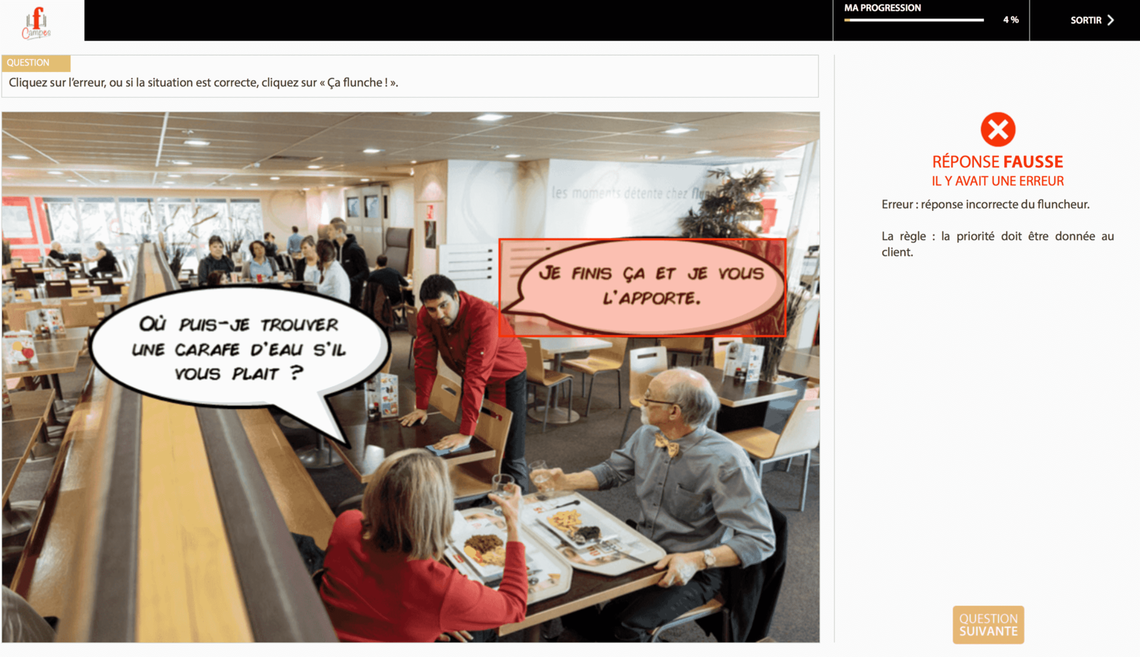 f
Campus
MA PROGRESSION
4 %
SORTIR
QUESTION
Cliquez sur l'erreur, ou si la situation est correcte, cliquez sur « Ça flunche ! ».
les moments détente chez
JE FINIS ÇA ET JE VOUS
L'APPORTE.
OÙ PUIS-JE TROUVER
UNE CARAFE D'EAU S'IL
VOUS PLAIT ?
RÉPONSE FAUSSE
IL Y AVAIT UNE ERREUR
Erreur : réponse incorrecte du fluncheur.
La règle : la priorité doit être donnée au
client.
QUESTION
SUIVANTE